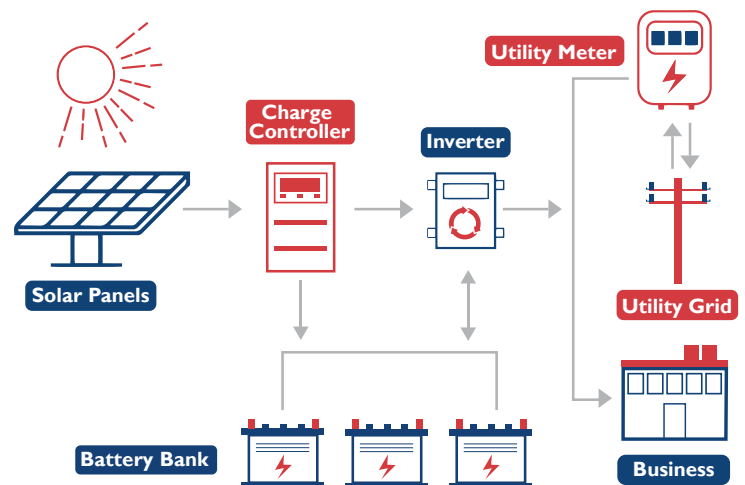 Utility Meter
Charge
Controller
Inverter
Solar Panels
Utility Grid
Battery Bank
Business